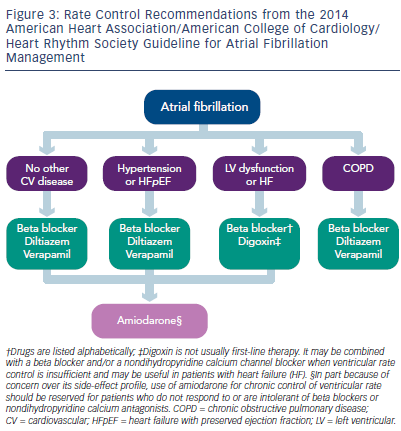 Figure 3: Rate Control Recommendations from the 2014
American Heart Association/American College of Cardiology/
Heart Rhythm Society Guideline for Atrial Fibrillation
Management
Atrial fibrillation
No other
CV disease
Hypertension
or HFpEF
LV dysfunction
or HF
COPD
Beta blocker
Diltiazem
Verapamil
Beta blocker
Diltiazem
Verapamil
Beta blocker†
Digoxin‡
Beta blocker
Diltiazem
Verapamil
Amiodarone§
†Drugs are listed alphabetically; ‡Digoxin is not usually first-line therapy. It may be combined
with a beta blocker and/or a nondihydropyridine calcium channel blocker when ventricular rate
control is insufficient and may be useful in patients with heart failure (HF). §In part because of
concern over its side-effect profile, use of amiodarone for chronic control of ventricular rate
should be reserved for patients who do not respond to or are intolerant of beta blockers or
nondihydropyridine calcium antagonists. COPD = chronic obstructive pulmonary disease;
CV = cardiovascular; HFpEF = heart failure with preserved ejection fraction; LV = left ventricular.